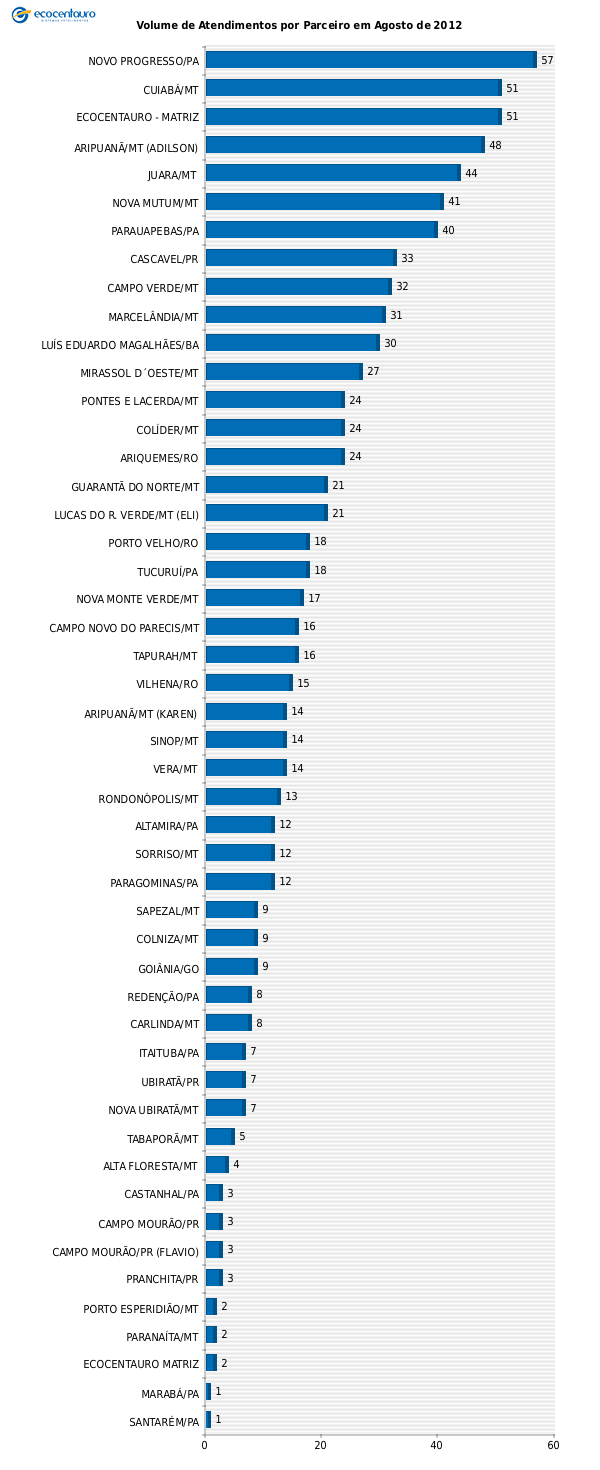 ecocentauro
Volume de Atendimentos por Parceiro em Agosto de 2012
NOVO PROGRESSO/PA 57
CUIABÁ/MT 51
ECOCENTAURO - MATRIZ 51
ARIPUANÃ/MT (ADILSON) 48
JUARA/MT 44
NOVA MUTUM/MT 41
PARAUAPEBAS/PA 40
CASCAVEL/PR 33
CAMPO VERDE/MT 32
MARCELÂNDIA/MT 31
LUÍS EDUARDO MAGALHÃES/BA 30
MIRASSOL D´OESTE/MT 27
PONTES E LACERDA/MT 24
COLÍDER/MT 24
ARIQUEMES/RO 24
GUARANTÃ DO NORTE/MT 21
LUCAS DO R. VERDE/MT (ELI) 21
PORTO VELHO/RO 18
TUCURUÍ/PA 18
NOVA MONTE VERDE/MT 17
CAMPO NOVO DO PARECIS/MT 16
TAPURAH/MT 16
VILHENA/RO 15
ARIPUANÃ/MT (KAREN) 14
SINOP/MT 14
VERA/MT 14
RONDONÓPOLIS/MT 13
ALTAMIRA/PA 12
SORRISO/MT 12
PARAGOMINAS/PA 12
SAPEZAL/MT 9
COLNIZA/MT 9
GOIÂNIA/GO 9
REDENÇÃO/PA 8
CARLINDA/MT 8
ITAITUBA/PA 7
UBIRATÃ/PR 7
NOVA UBIRATÃ/MT 7
TABAPORÃ/MT 5
ALTA FLORESTA/MT 4
CASTANHAL/PA 3
CAMPO MOURÃO/PR 3
CAMPO MOURÃO/PR (FLAVIO) 3
PRANCHITA/PR 3
PORTO ESPERIDIÃO/MT 2
PARANAÍTA/MT 2
ECOCENTAURO MATRIZ 2
MARABÁ/PA 1
SANTARÉM/PA 1
0 20 40 60